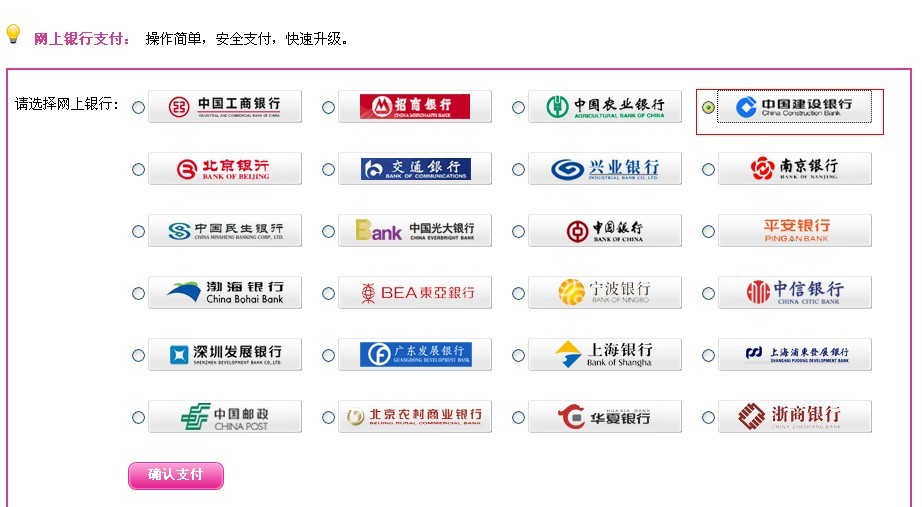 网上银行支付： 操作简单，安全支付，快速升级。
请选择网上银行：
中国工商银行
INDUSTRIAL AND COMMERCIAL BANK OF CHINA
招商银行
CHINA MERCHANTS BANK
中国农业银行
AGRICULTURAL BANK OF CHINA
中国建设银行
China Construction Bank
北京银行
BANK OF BEIJING
交通銀行
BANK OF COMMUNICATIONS
兴业银行
INDUSTRIAL BANK CO.,LTD.
南京银行
BANK OF NANJING
中国民生银行
CHINA MINSHENG BANKING CORP., LTD.
Bank
中国光大银行
CHINA EVERBRIGHT BANK
中国银行
BANK OF CHINA
平安银行
PING AN BANK
渤海银行
China Bohai Bank
BEA東亞銀行
宁波银行
BANK OF NINGBO
中信银行
CHINA CITIC BANK
深圳发展银行
SHENZHEN DEVELOPMENT BANK CO., LTD.
广东发展银行
GUANGDONG DEVELOPMENT BANK
上海银行
Bank of Shangha
上海浦東發展銀行
SHANGHAI PUDONG DEVELOPMENT BANK
中国邮政
CHINA POST
北京农村商业银行
BEIJING RURAL COMMERCIAL BANK
HUAXIA BANK
华夏银行
浙商银行
CHINA ZHESHANG BANK
确认支付